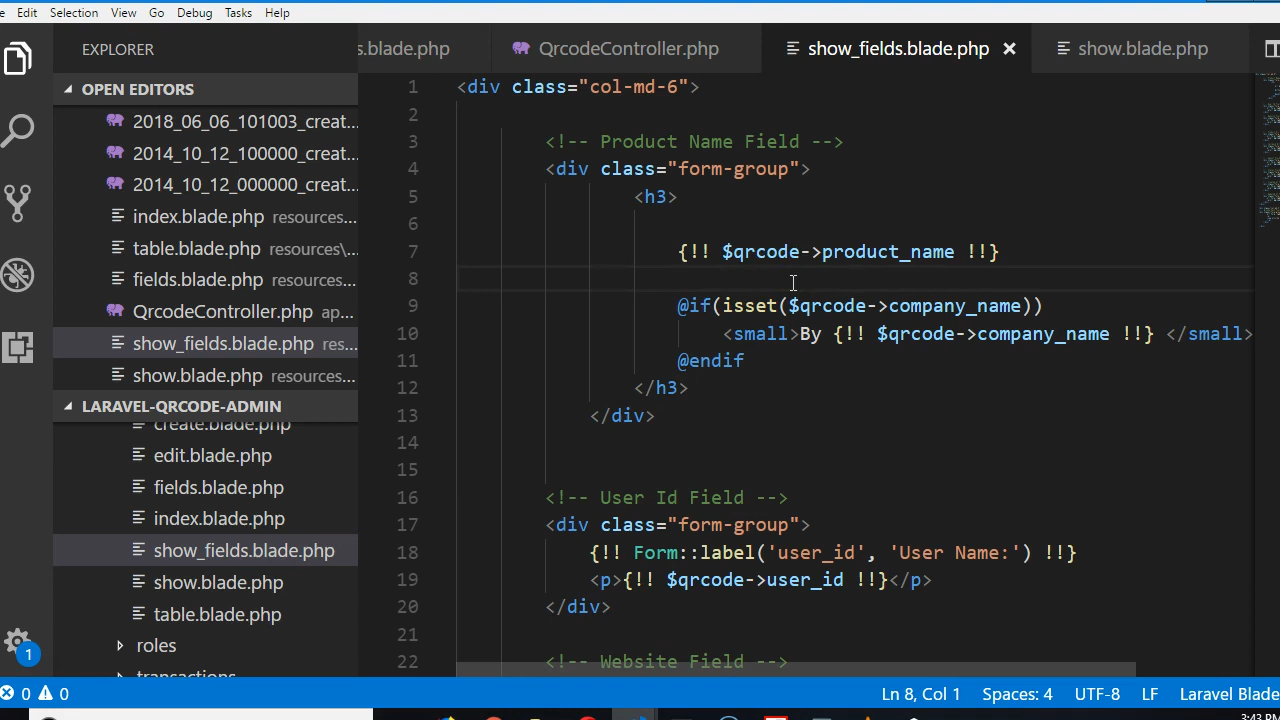 Edit Selection View Go Debug Tasks Help
EXPLORER
s.blade.php QrcodeController.php show_fields.blade.php show.blade.php
OPEN EDITORS
2018_06_06_101003_creat...
2014_10_12_100000_creat...
2014_10_12_000000_creat...
index.blade.php resources...
table.blade.php resources\...
fields.blade.php resources...
QrcodeController.php ap...
show_fields.blade.php res...
show.blade.php resources...
LARAVEL-QRCODE-ADMIN
create.blade.php
edit.blade.php
fields.blade.php
index.blade.php
show_fields.blade.php
show.blade.php
table.blade.php
roles
transactions
1 <div class="col-md-6">
2
3 <!-- Product Name Field -->
4 <div class="form-group">
5 <h3>
6
7 {!! $qrcode->product_name !!}
8
9 @if(isset($qrcode->company_name))
10 <small>By {!! $qrcode->company_name !!} </small>
11 @endif
12 </h3>
13 </div>
14
15
16 <!-- User Id Field -->
17 <div class="form-group">
18 {!! Form::label('user_id', 'User Name:') !!}
19 <p>{!! $qrcode->user_id !!}</p>
20 </div>
21
22 <!-- Website Field -->
1
0 0 Ln 8, Col 1 Spaces: 4 UTF-8 LF Laravel Blade
3:43 PM